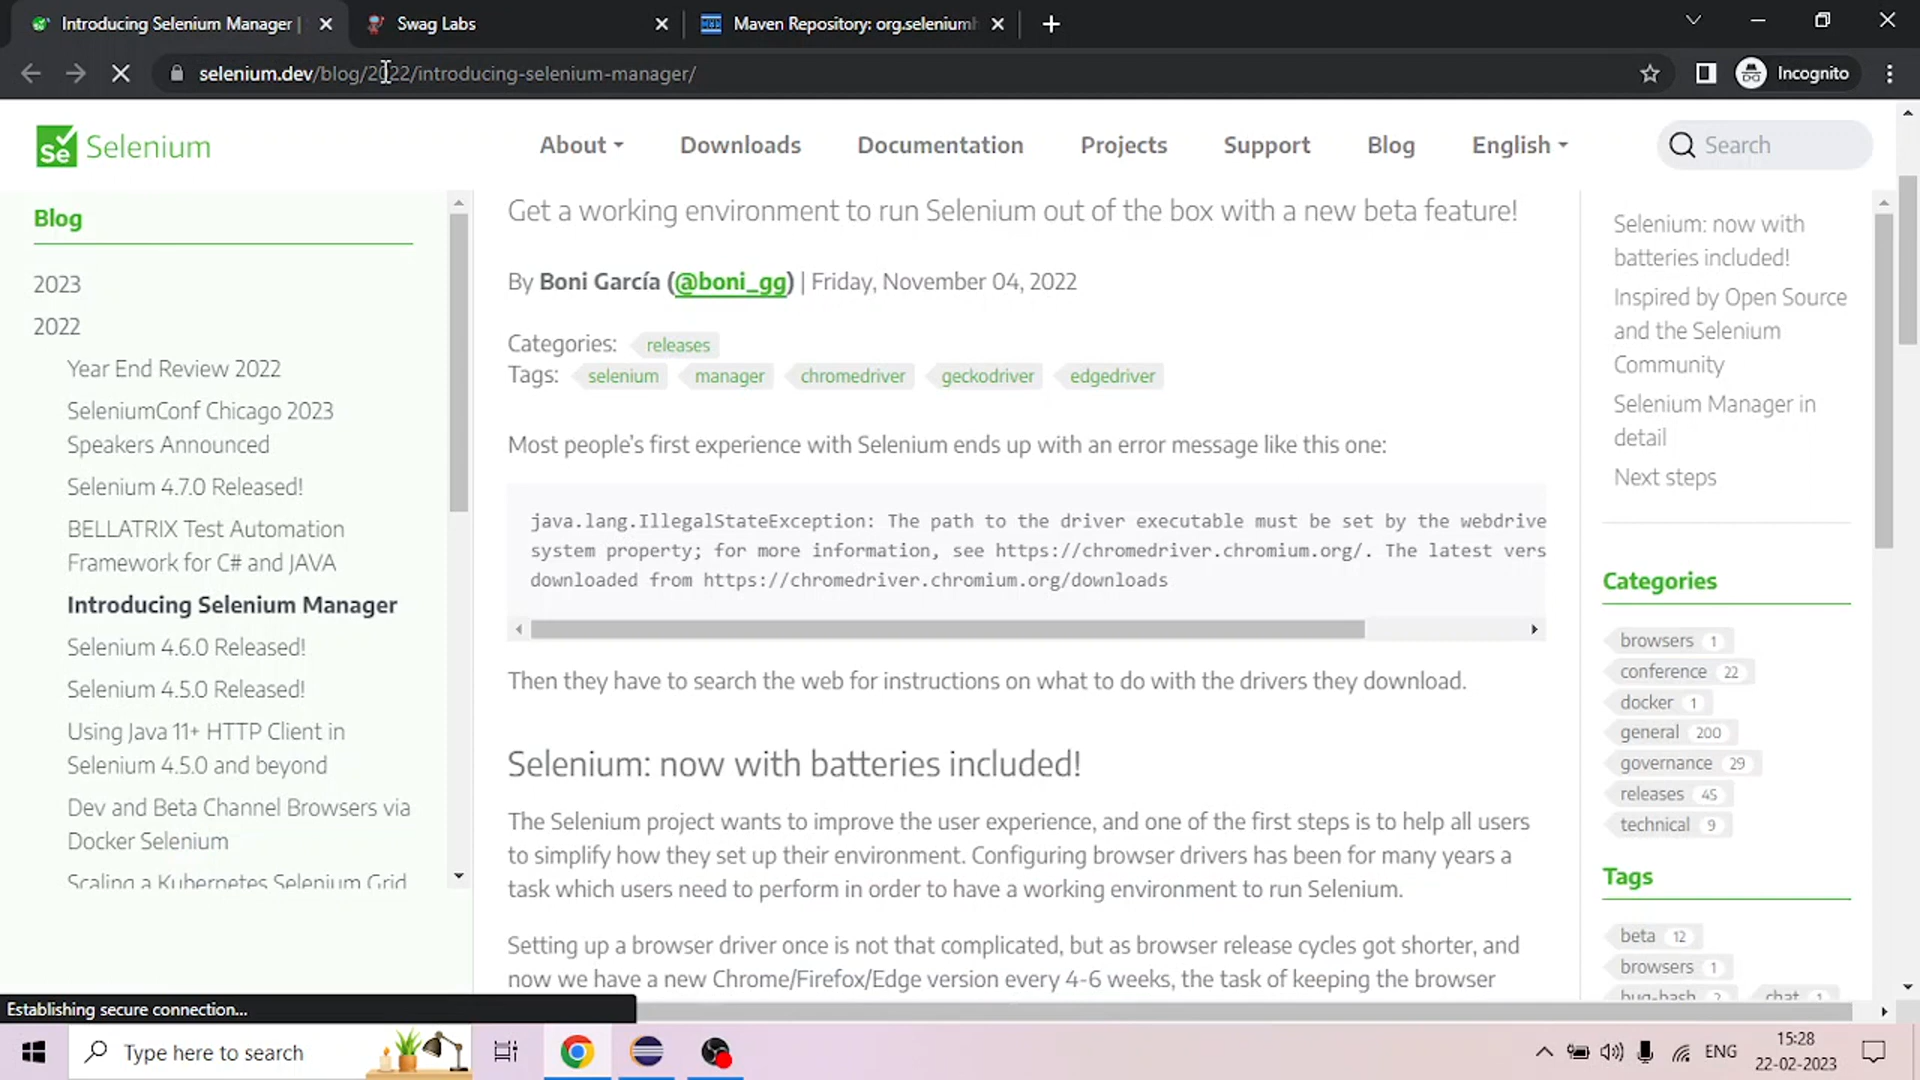 Introducing Selenium Manager |
Swag Labs
Maven Repository: org.selenium
selenium.dev/blog/2022/introducing-selenium-manager/
Incognito
Se Selenium
About
Downloads
Documentation
Projects
Support
Blog
English
Search
Blog
2023
2022
Year End Review 2022
SeleniumConf Chicago 2023
Speakers Announced
Selenium 4.7.0 Released!
BELLATRIX Test Automation
Framework for C# and JAVA
Introducing Selenium Manager
Selenium 4.6.0 Released!
Selenium 4.5.0 Released!
Using Java 11+ HTTP Client in
Selenium 4.5.0 and beyond
Dev and Beta Channel Browsers via
Docker Selenium
Scaling a Kubernetes Selenium Grid
Get a working environment to run Selenium out of the box with a new beta feature!
By Boni García (@boni_gg) | Friday, November 04, 2022
Categories: releases
Tags: selenium manager chromedriver geckodriver edgedriver
Most people's first experience with Selenium ends up with an error message like this one:
java.lang.IllegalStateException: The path to the driver executable must be set by the webdrive
system property; for more information, see https://chromedriver.chromium.org/. The latest vers
downloaded from https://chromedriver.chromium.org/downloads
Then they have to search the web for instructions on what to do with the drivers they download.
Selenium: now with batteries included!
The Selenium project wants to improve the user experience, and one of the first steps is to help all users
to simplify how they set up their environment. Configuring browser drivers has been for many years a
task which users need to perform in order to have a working environment to run Selenium.
Setting up a browser driver once is not that complicated, but as browser release cycles got shorter, and
now we have a new Chrome/Firefox/Edge version every 4-6 weeks, the task of keeping the browser
Selenium: now with
batteries included!
Inspired by Open Source
and the Selenium
Community
Selenium Manager in
detail
Next steps
Categories
browsers 1
conference 22
docker 1
general 200
governance 29
releases 45
technical 9
Tags
beta 12
browsers 1
bug-bash 2 chat 1
Establishing secure connection...
Type here to search
ENG
15:28
22-02-2023